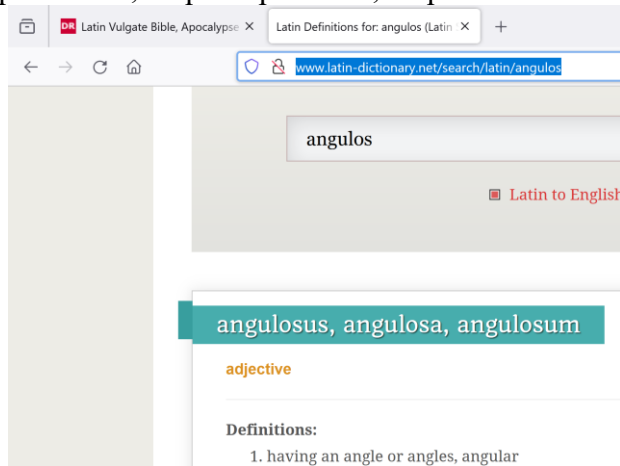 DR Latin Vulgate Bible, Apocalypse
Latin Definitions for: angulos (Latin
www.latin-dictionary.net/search/latin/angulos
angulos
Latin to English
angulosus, angulosa, angulosum
adjective
Definitions:
1. having an angle or angles, angular